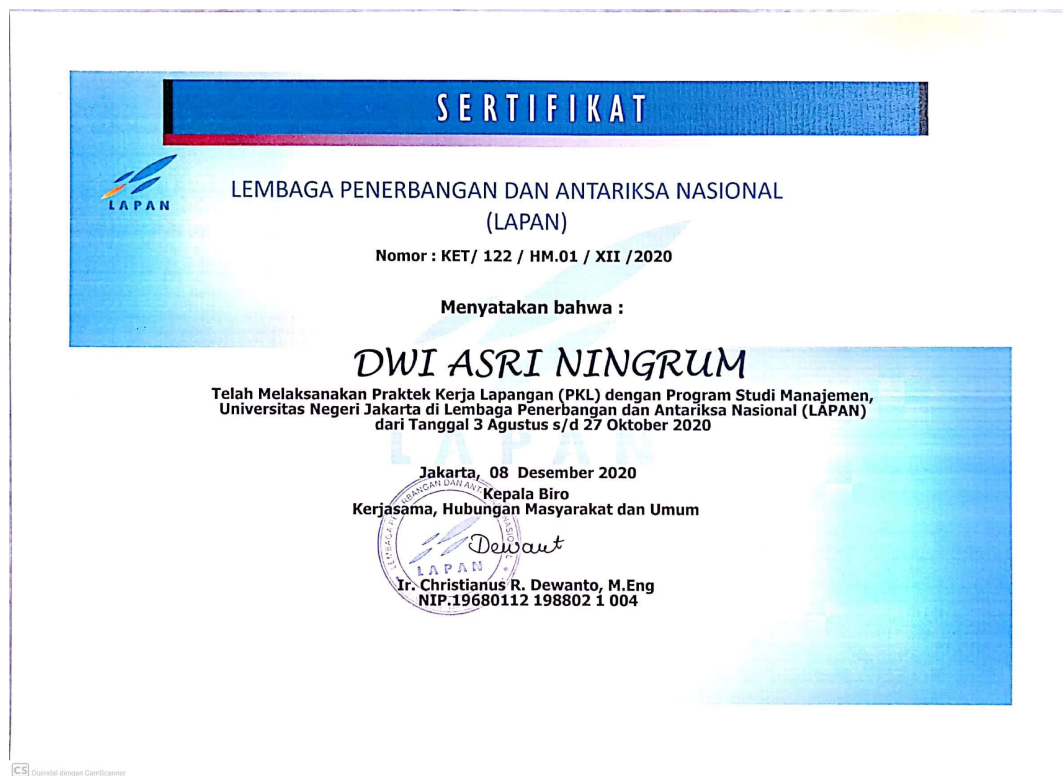 SERTIFIKAT
LAPAN
LEMBAGA PENERBANGAN DAN ANTARIKSA NASIONAL
(LAPAN)
Nomor : KET/ 122 / HM.01 / XII /2020
Menyatakan bahwa :
DWI ASRI NINGRUM
Telah Melaksanakan Praktek Kerja Lapangan (PKL) dengan Program Studi Manajemen,
Universitas Negeri Jakarta di Lembaga Penerbangan dan Antariksa Nasional (LAPAN)
dari Tanggal 3 Agustus s/d 27 Oktober 2020
LAPAN
Jakarta, 08 Desember 2020
Kepala Biro
Kerjasama, Hubungan Masyarakat dan Umum
Dewant
LAPAN
Ir. Christianus R. Dewanto, M.Eng
NIP.19680112 198802 1 004
CS Dipindai dengan CamScanner